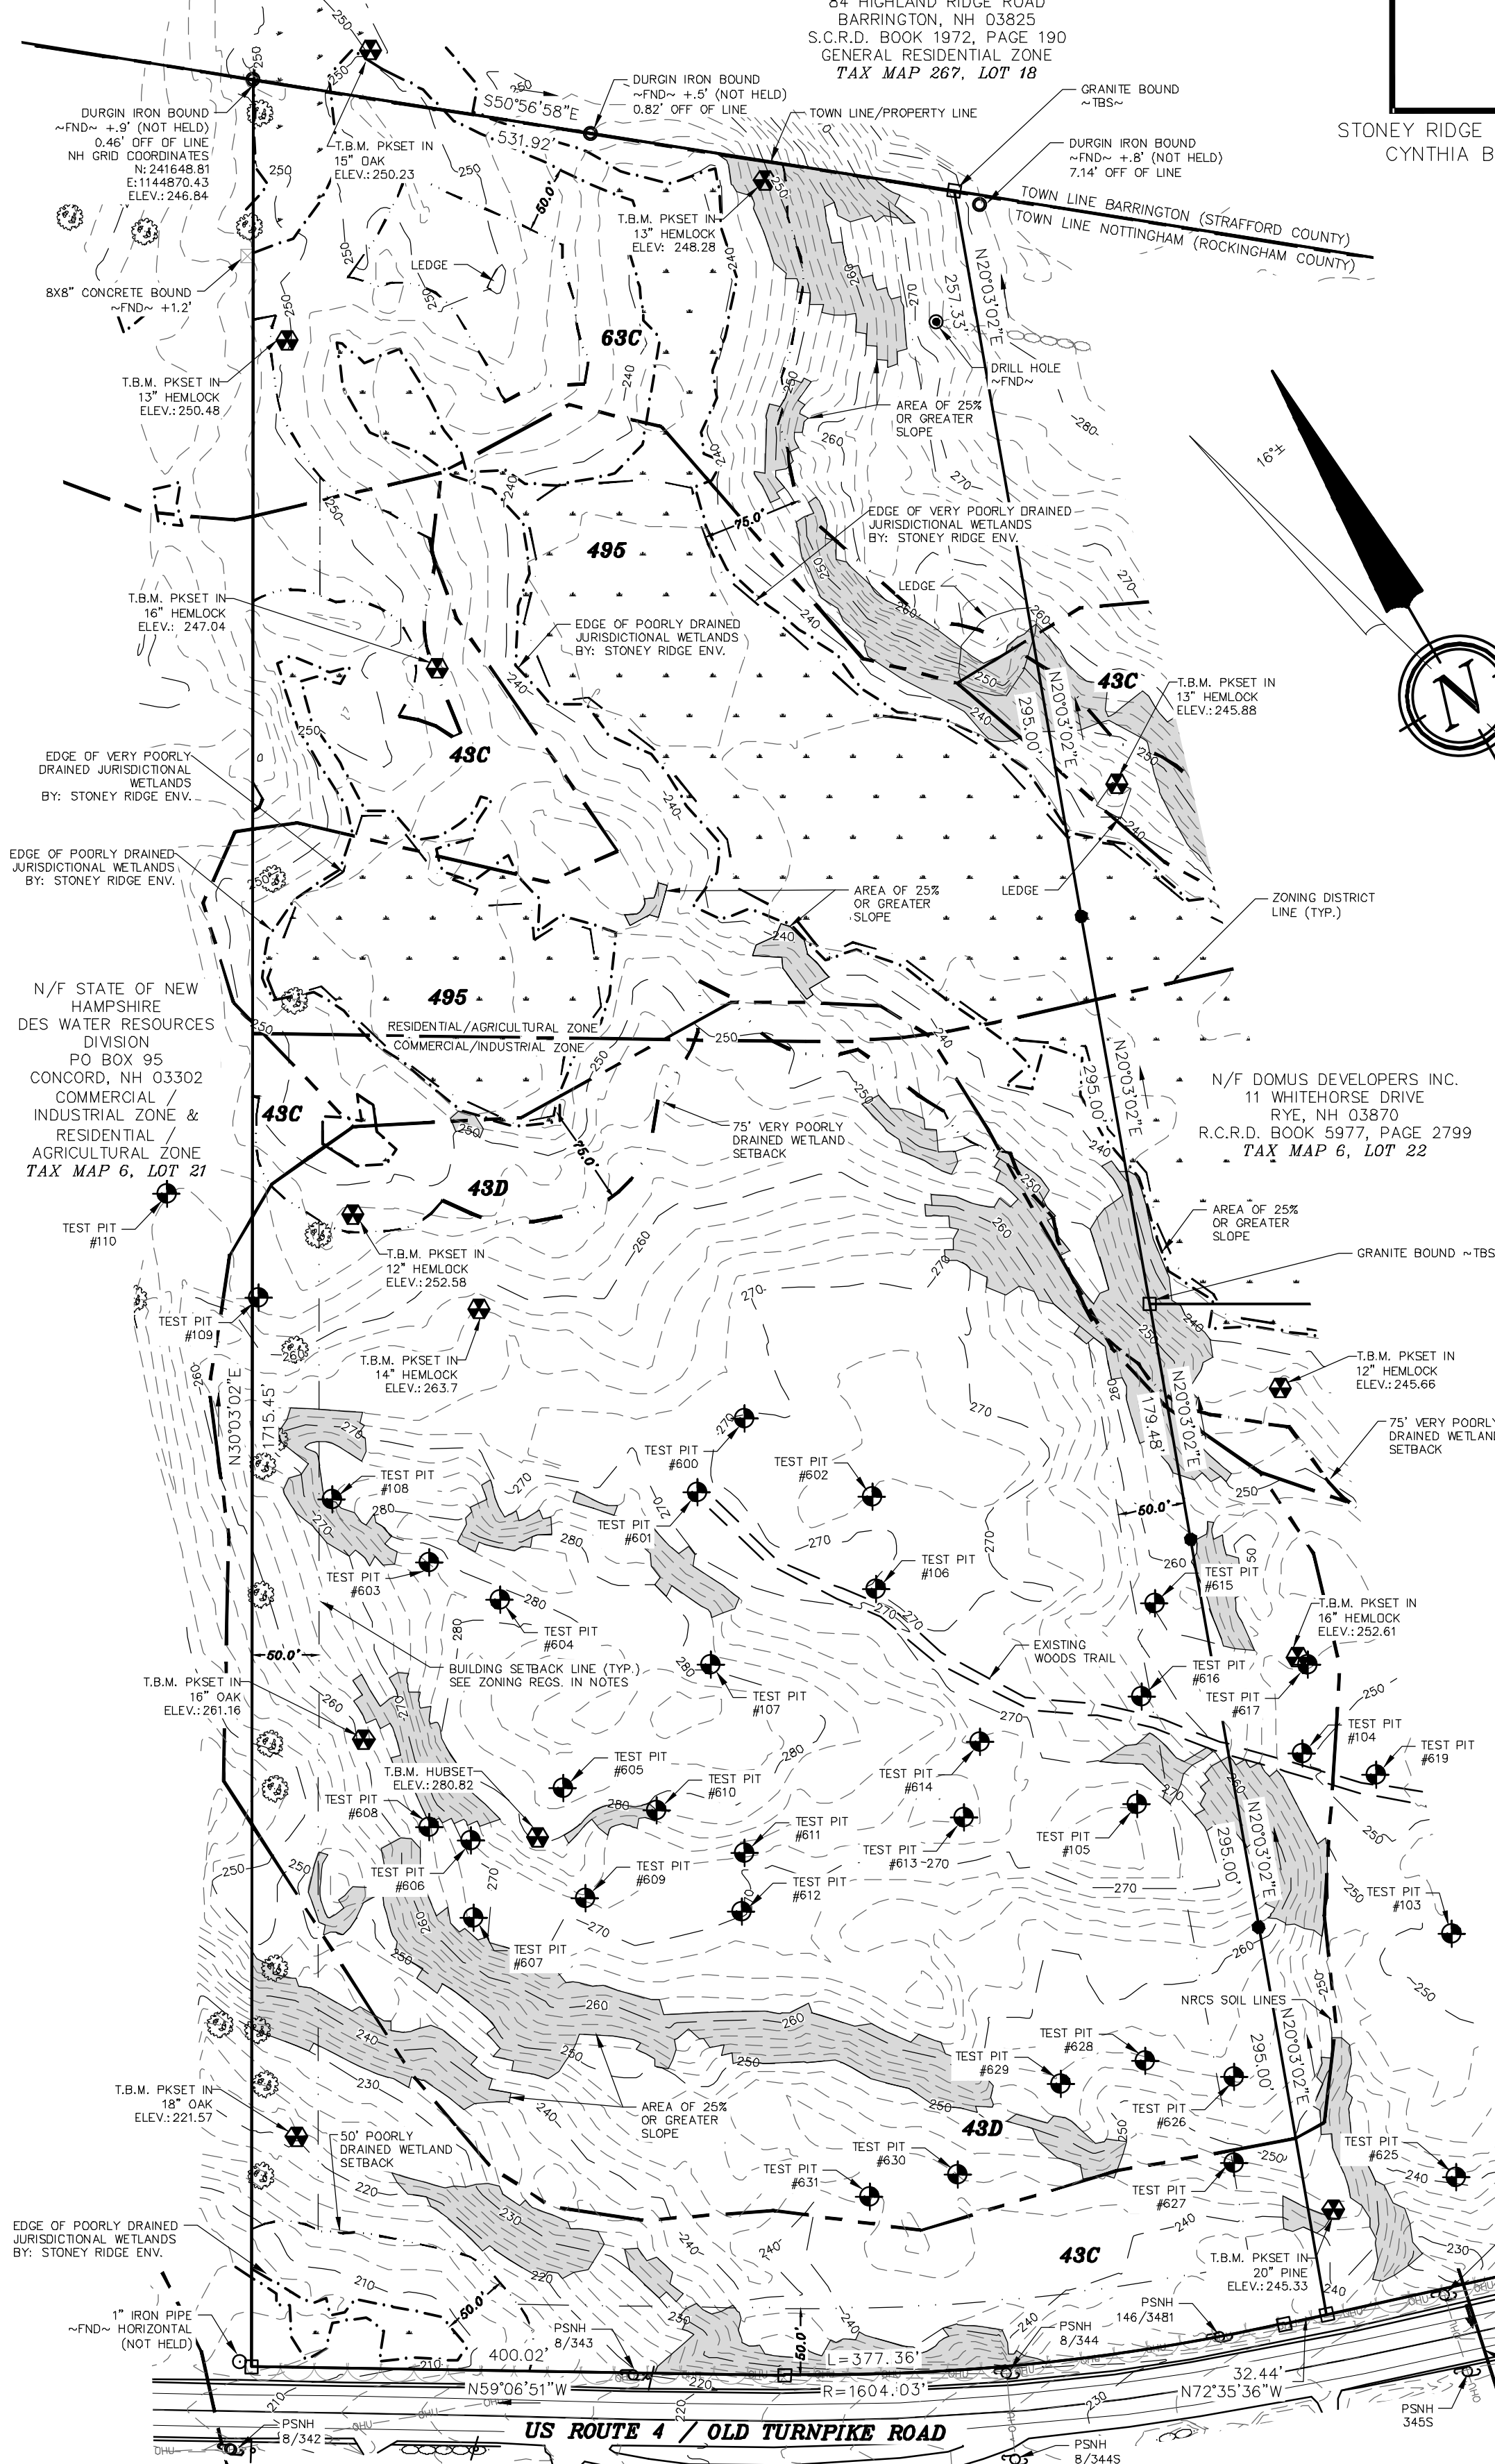 84 HIGHLAND RIDGE ROAD
BARRINGTON, NH 03825
S.C.R.D. BOOK 1972, PAGE 190
GENERAL RESIDENTIAL ZONE
TAX MAP 267, LOT 18
STONEY RIDGE
CYNTHIA B
DURGIN IRON BOUND
~FND~ +.9' (NOT HELD)
0.46' OFF OF LINE
NH GRID COORDINATES
N:241648.81
E:1144870.43
ELEV.:246.84
T.B.M. PKSET IN
15" OAK
ELEV.:250.23
S50°56'58"E
531.92'
DURGIN IRON BOUND
~FND~ +.5' (NOT HELD)
0.82' OFF OF LINE
TOWN LINE/PROPERTY LINE
GRANITE BOUND
~TBS~
DURGIN IRON BOUND
~FND~ +.8' (NOT HELD)
7.14' OFF OF LINE
TOWN LINE BARRINGTON (STRAFFORD COUNTY)
TOWN LINE NOTTINGHAM (ROCKINGHAM COUNTY)
50.0'
T.B.M. PKSET IN
13" HEMLOCK
ELEV: 248.28
LEDGE
8X8" CONCRETE BOUND
~FND~ +1.2'
N20°03'02"E
257.33'
63C
DRILL HOLE
~FND~
T.B.M. PKSET IN
13" HEMLOCK
ELEV.:250.48
AREA OF 25%
OR GREATER
SLOPE
16°±
75.0'
EDGE OF VERY POORLY DRAINED
JURISDICTIONAL WETLANDS
BY: STONEY RIDGE ENV.
495
LEDGE
T.B.M. PKSET IN
16" HEMLOCK
ELEV.: 247.04
EDGE OF POORLY DRAINED
JURISDICTIONAL WETLANDS
BY: STONEY RIDGE ENV.
43C
T.B.M. PKSET IN
13" HEMLOCK
ELEV.:245.88
N
N20°03'02"E
295.00'
43C
EDGE OF VERY POORLY
DRAINED JURISDICTIONAL
WETLANDS
BY: STONEY RIDGE ENV.
EDGE OF POORLY DRAINED
JURISDICTIONAL WETLANDS
BY: STONEY RIDGE ENV.
AREA OF 25%
OR GREATER
SLOPE
LEDGE
ZONING DISTRICT
LINE (TYP.)
N/F STATE OF NEW
HAMPSHIRE
DES WATER RESOURCES
DIVISION
PO BOX 95
CONCORD, NH 03302
COMMERCIAL /
INDUSTRIAL ZONE &
RESIDENTIAL /
AGRICULTURAL ZONE
TAX MAP 6, LOT 21
495
RESIDENTIAL/AGRICULTURAL ZONE
COMMERCIAL/INDUSTRIAL ZONE
43C
N20°03'02"E
295.00'
N/F DOMUS DEVELOPERS INC.
11 WHITEHORSE DRIVE
RYE, NH 03870
R.C.R.D. BOOK 5977, PAGE 2799
TAX MAP 6, LOT 22
75' VERY POORLY
DRAINED WETLAND
SETBACK
75.0'
43D
TEST PIT
#110
AREA OF 25%
OR GREATER
SLOPE
GRANITE BOUND ~TBS
T.B.M. PKSET IN
12" HEMLOCK
ELEV.:252.58
TEST PIT
#109
T.B.M. PKSET IN
14" HEMLOCK
ELEV.:263.7
N30°03'02"E
1715.45'
T.B.M. PKSET IN
12" HEMLOCK
ELEV.:245.66
N20°03'02"E
179.48'
75' VERY POORLY
DRAINED WETLAN
SETBACK
TEST PIT
#600
TEST PIT
#602
TEST PIT
#108
TEST PIT
#601
50.0'
TEST PIT
#603
TEST PIT
#106
TEST PIT
#615
TEST PIT
#604
T.B.M. PKSET IN
16" HEMLOCK
ELEV.:252.61
50.0'
BUILDING SETBACK LINE (TYP.)
SEE ZONING REGS. IN NOTES
EXISTING
WOODS TRAIL
T.B.M. PKSET IN
16" OAK
ELEV.:261.16
TEST PIT
#107
TEST PIT
#616
TEST PIT
#617
TEST PIT
#104
TEST PIT
#619
T.B.M. HUBSET
ELEV.:280.82
TEST PIT
#605
TEST PIT
#610
TEST PIT
#614
TEST PIT
#608
TEST PIT
#611
TEST PIT
#613
TEST PIT
#105
N20°03'02"E
295.00'
TEST PIT
#606
TEST PIT
#609
TEST PIT
#612
TEST PIT
#103
TEST PIT
#607
NRCS SOIL LINES
TEST PIT
#628
TEST PIT
#629
N20°03'02"E
295.00'
T.B.M. PKSET IN
18" OAK
ELEV.:221.57
AREA OF 25%
OR GREATER
SLOPE
TEST PIT
#626
43D
50' POORLY
DRAINED WETLAND
SETBACK
TEST PIT
#630
TEST PIT
#631
TEST PIT
#625
TEST PIT
#627
EDGE OF POORLY DRAINED
JURISDICTIONAL WETLANDS
BY: STONEY RIDGE ENV.
43C
T.B.M. PKSET IN
20" PINE
ELEV.:245.33
1" IRON PIPE
~FND~ HORIZONTAL
(NOT HELD)
50.0'
PSNH
8/343
50.0'
PSNH
8/344
PSNH
146/3481
400.02'
N59°06'51"W
L=377.36'
R=1604.03'
32.44'
N72°35'36"W
PSNH
345S
PSNH
8/342
US ROUTE 4 / OLD TURNPIKE ROAD
PSNH
8/344S